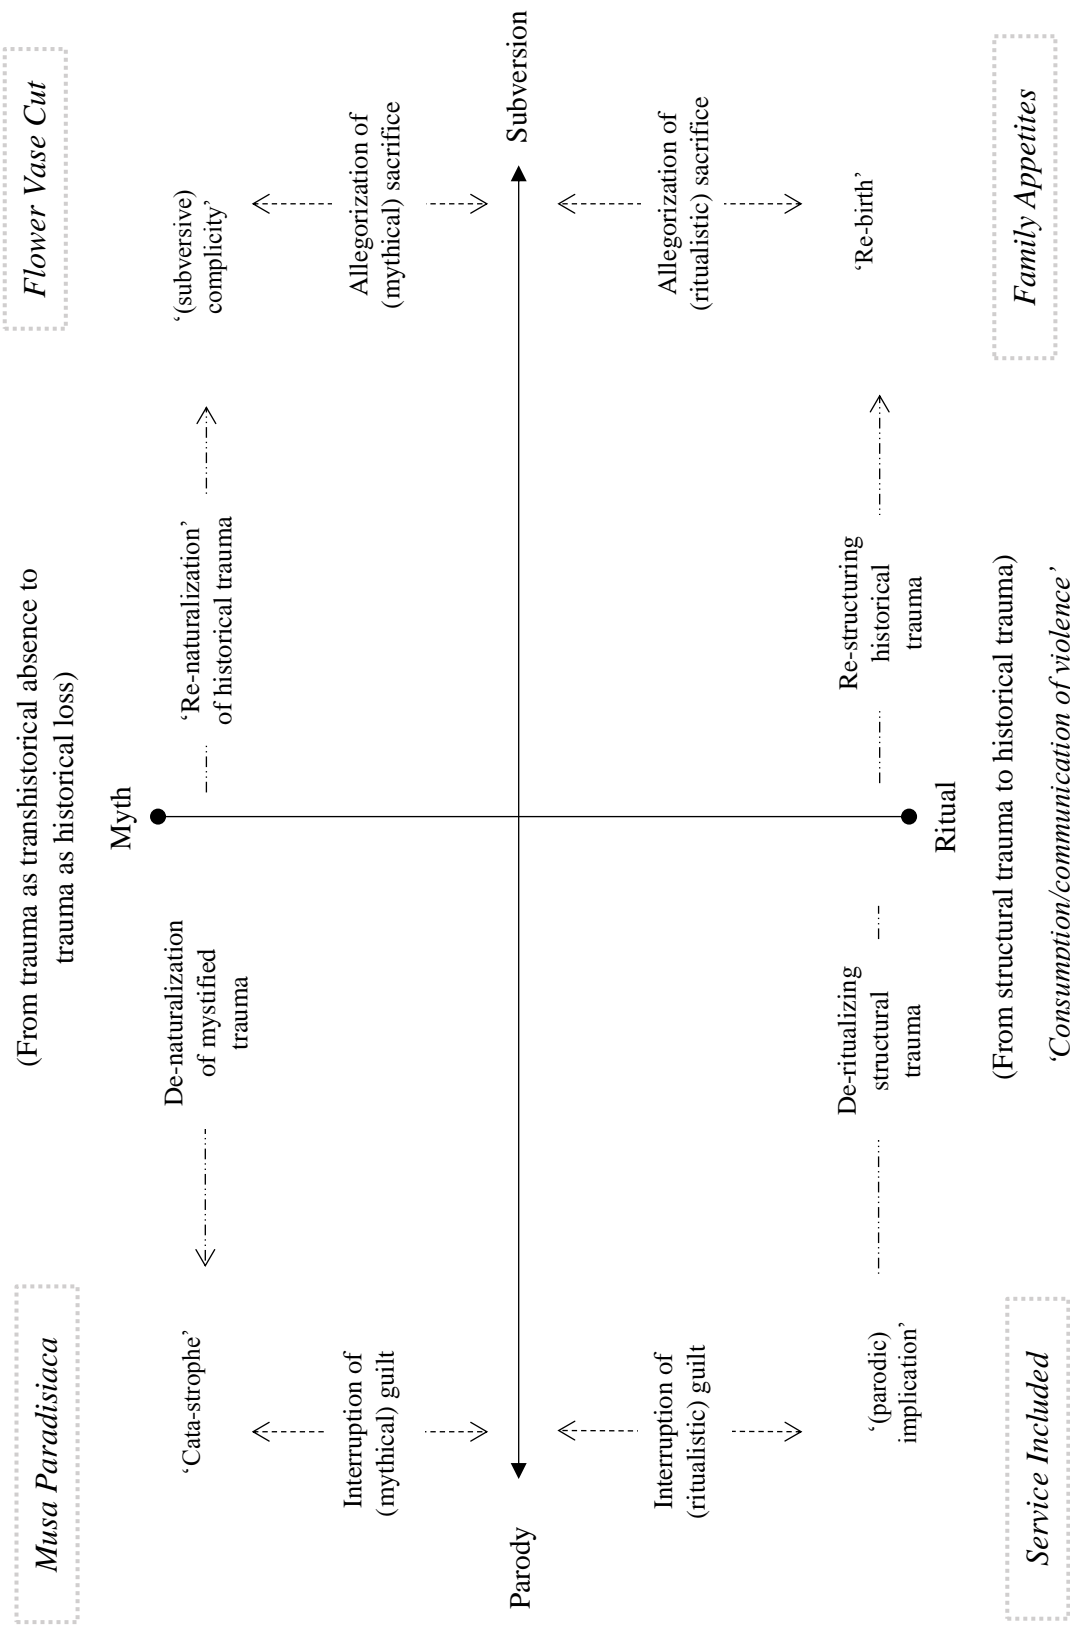 Musa Paradisiaca
(From trauma as transhistorical absence to
trauma as historical loss)
Flower Vase Cut
Myth
‘Cata-strophe’
De-naturalization
of mystified
trauma
‘Re-naturalization’
of historical trauma
‘(subversive)
complicity’
Interruption of
(mythical) guilt
Allegorization of
(mythical) sacrifice
Parody
Subversion
Interruption of
(ritualistic) guilt
Allegorization of
(ritualistic) sacrifice
‘(parodic)
implication’
De-ritualizing
structural
trauma
Re-structuring
historical
trauma
‘Re-birth’
Ritual
Service Included
(From structural trauma to historical trauma)
Family Appetites
‘Consumption/communication of violence’